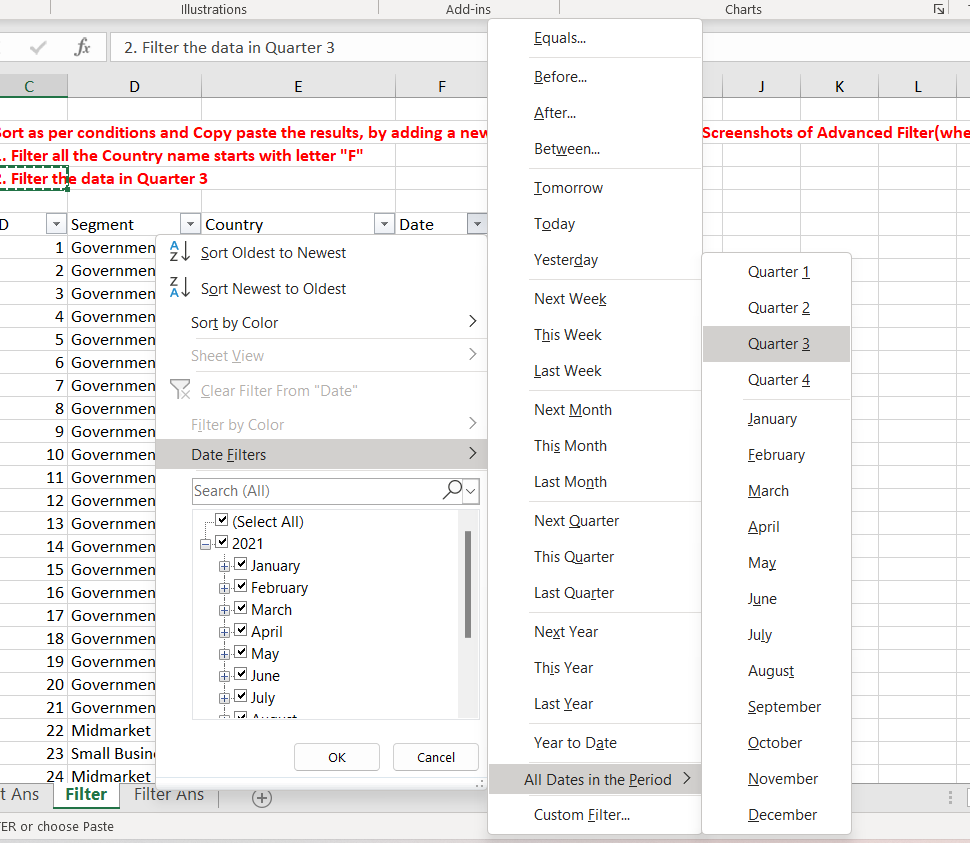 Illustrations
Add-ins
Charts
fx
2. Filter the data in Quarter 3
C D E F J K L
Sort as per conditions and Copy paste the results, by adding a new
Screenshots of Advanced Filter(whe
1. Filter all the Country name starts with letter "F"
2. Filter the data in Quarter 3
D Segment Country Date
1 Governmen
2 Governmen
3 Governmen
4 Governmen
5 Governmen
6 Governmen
7 Governmen
8 Governmen
9 Governmen
10 Governmen
11 Governmen
12 Governmen
13 Governmen
14 Governmen
15 Governmen
16 Governmen
17 Governmen
18 Governmen
19 Governmen
20 Governmen
21 Governmen
22 Midmarket
23 Small Busine
24 Midmarket
Sort Oldest to Newest
Sort Newest to Oldest
Sort by Color
Sheet View
Clear Filter From "Date"
Filter by Color
Date Filters
Search (All)
(Select All)
2021
January
February
March
April
May
June
July
August
OK
Cancel
Equals...
Before...
After...
Between...
Tomorrow
Today
Yesterday
Next Week
This Week
Last Week
Next Month
This Month
Last Month
Next Quarter
This Quarter
Last Quarter
Next Year
This Year
Last Year
Year to Date
All Dates in the Period
Custom Filter...
Quarter 1
Quarter 2
Quarter 3
Quarter 4
January
February
March
April
May
June
July
August
September
October
November
December
t Ans
Filter
Filter Ans
TER or choose Paste